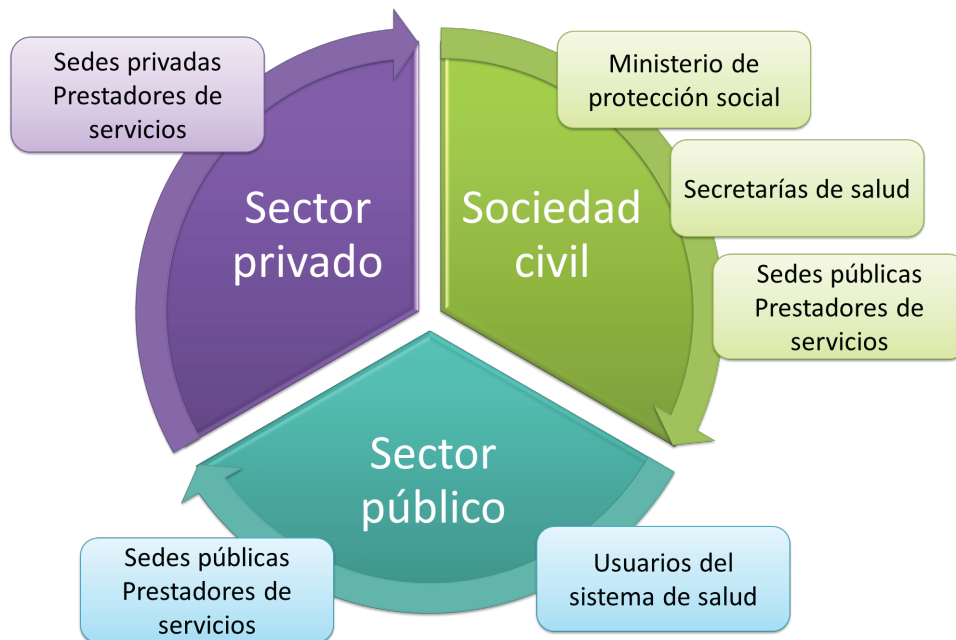 Sedes privadas
Prestadores de
servicios
Ministerio de
protección social
Secretarías de salud
Sector
privado
Sociedad
civil
Sedes públicas
Prestadores de
servicios
Sector
público
Sedes públicas
Prestadores de
servicios
Usuarios del
sistema de salud